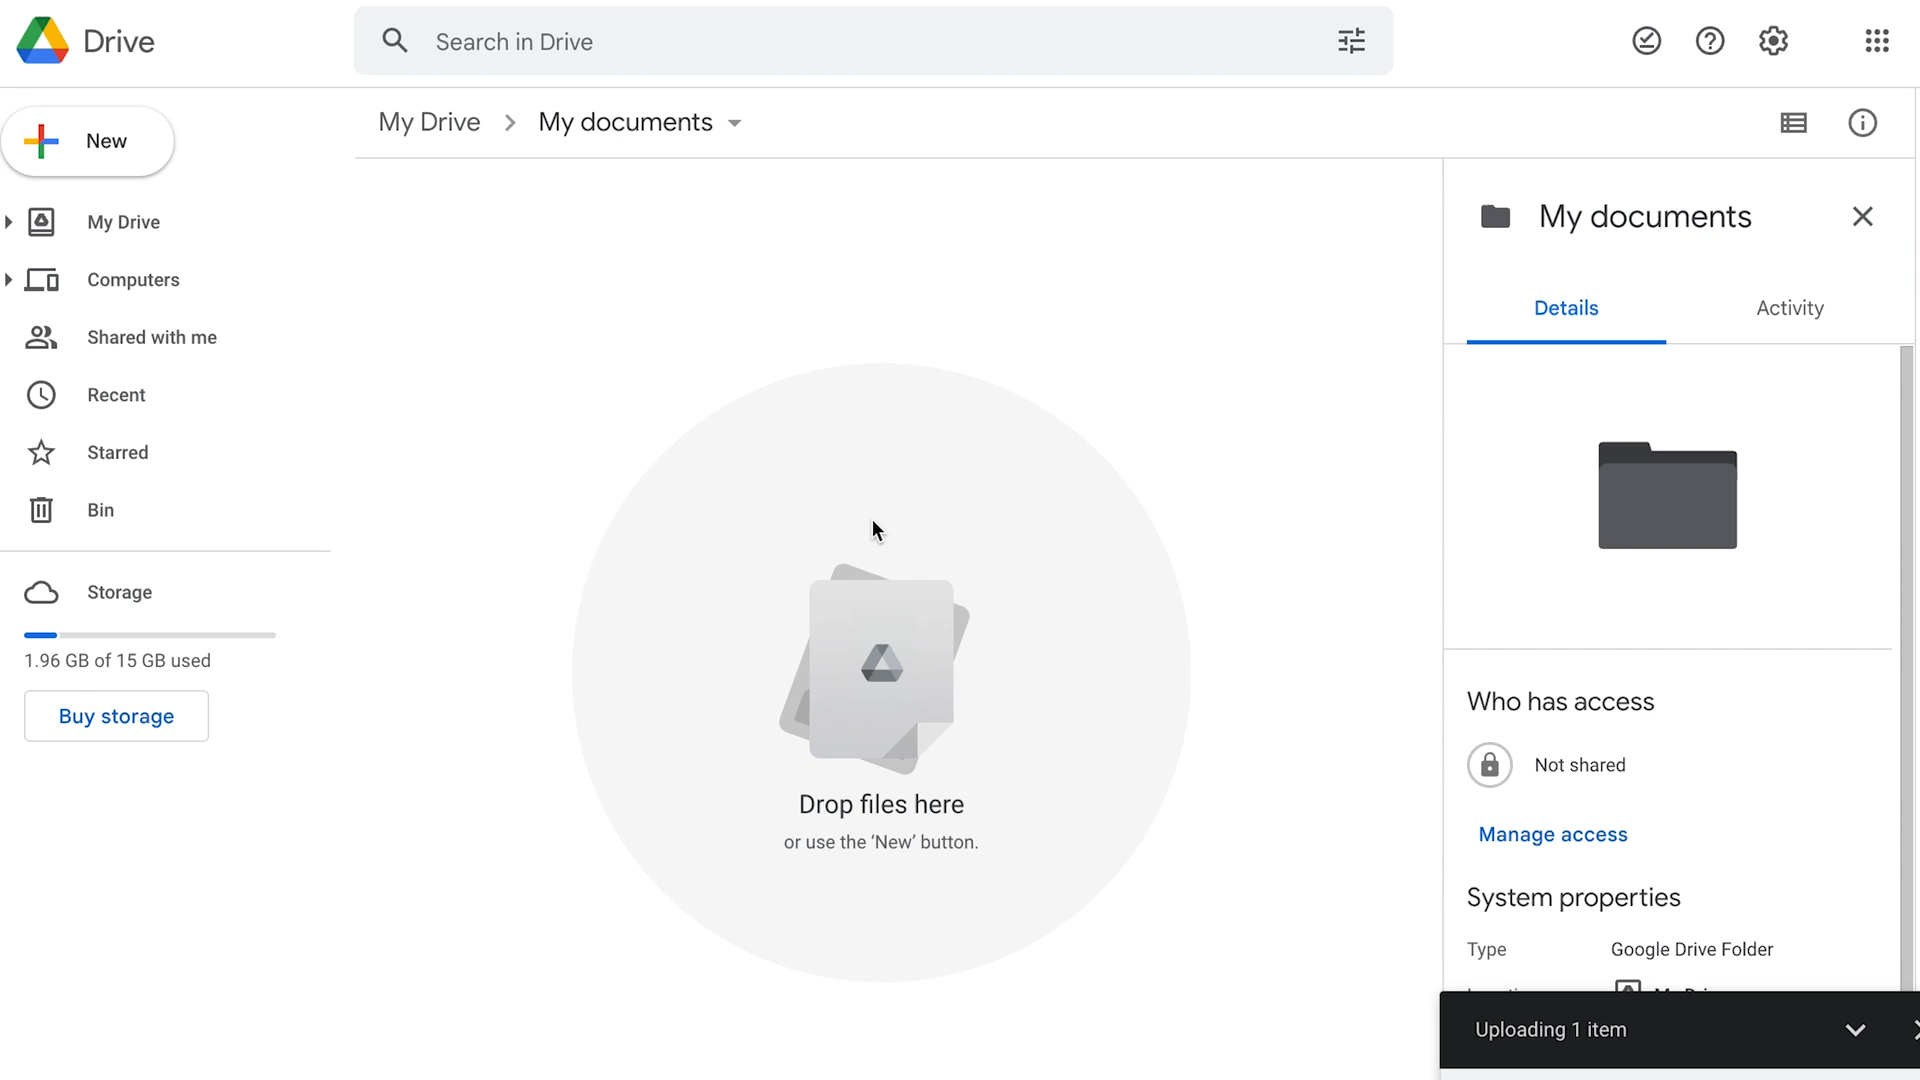 Drive
Search in Drive
New
My Drive
Computers
Shared with me
Recent
Starred
Bin
Storage
1.96 GB of 15 GB used
Buy storage
My Drive > My documents
Drop files here
or use the ‘New’ button.
My documents
Details Activity
Who has access
Not shared
Manage access
System properties
Type Google Drive Folder
Uploading 1 item